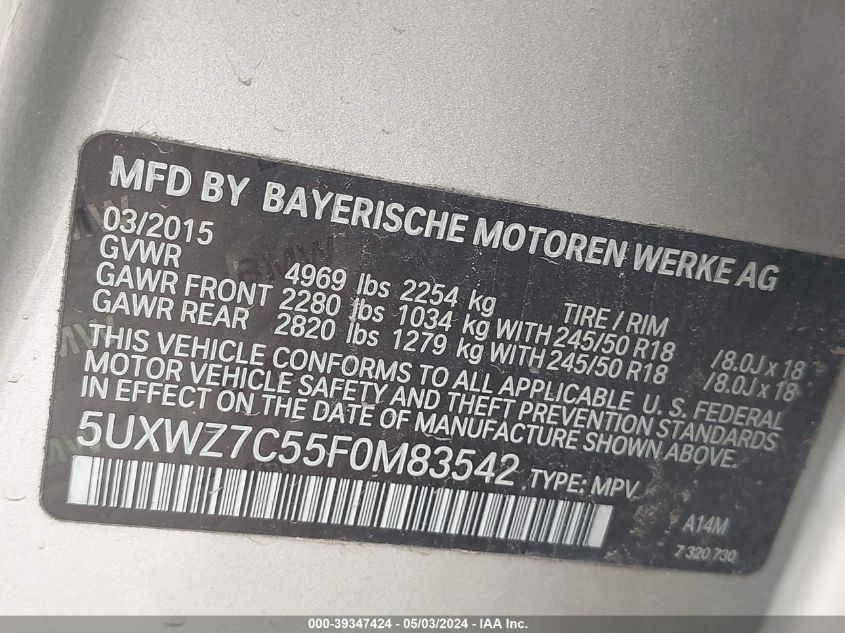 MFD BY BAYERISCHE MOTOREN WERKE AG
03/2015
GVWR 4969 lbs 2254 kg TIRE / RIM
GAWR FRONT 2280 lbs 1034 kg WITH 245/50 R18 /8.0J x 18
GAWR REAR 2820 lbs 1279 kg WITH 245/50 R18 /8.0J x 18
THIS VEHICLE CONFORMS TO ALL APPLICABLE U.S. FEDERAL
MOTOR VEHICLE SAFETY AND THEFT PREVENTION STANDARDS
IN EFFECT ON THE DATE OF MANUFACTURE SHOWN ABOVE.
5UXWZ7C55F0M83542 TYPE: MPV
A14M
7 320 730
000-39347424 - 05/03/2024 - IAA Inc.